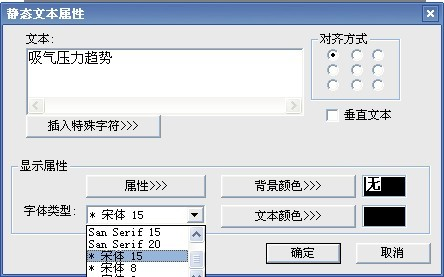 静态文本属性
文本:
吸气压力趋势
对齐方式
插入特殊字符>>>
垂直文本
显示属性
属性>>>
背景颜色>>>
无
字体类型:
* 宋体 15
文本颜色>>>
San Serif 15
San Serif 20
* 宋体 15
* 宋体 8
确定
取消